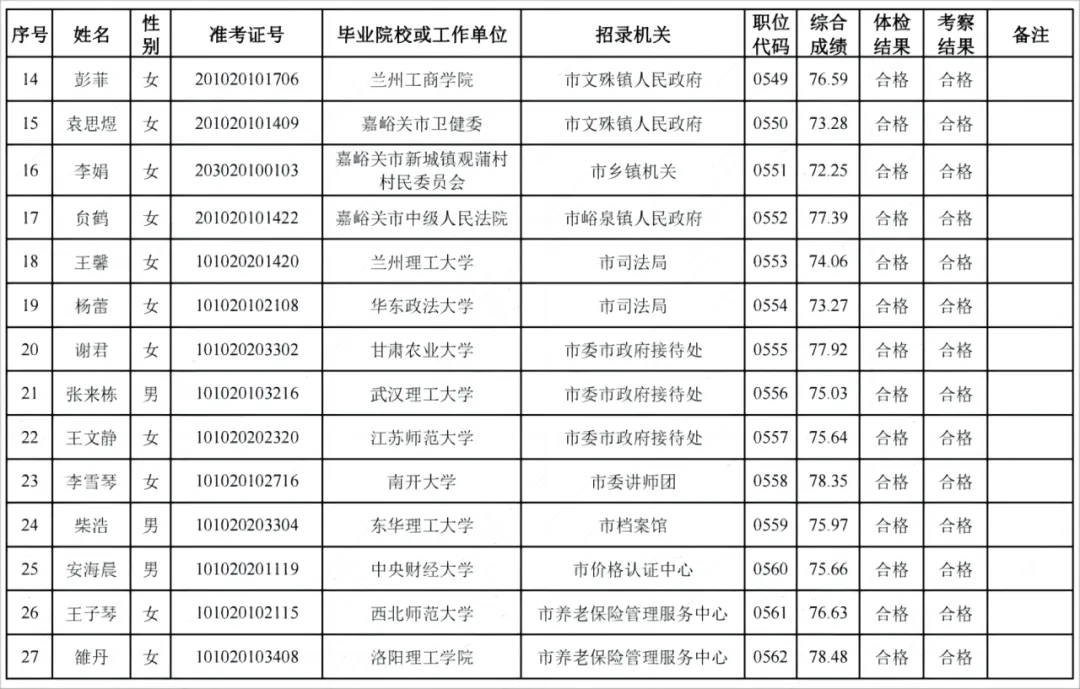 序号 姓名 性别 准考证号 毕业院校或工作单位 招录机关 职位代码 综合成绩 体检结果 考察结果 备注
14 彭菲 女 201020101706 兰州工商学院 市文殊镇人民政府 0549 76.59 合格 合格
15 袁思煜 女 201020101409 嘉峪关市卫健委 市文殊镇人民政府 0550 73.28 合格 合格
16 李娟 女 203020100103 嘉峪关市新城镇观蒲村村民委员会 市乡镇机关 0551 72.25 合格 合格
17 贠鹤 女 201020101422 嘉峪关市中级人民法院 市峪泉镇人民政府 0552 77.39 合格 合格
18 王馨 女 101020201420 兰州理工大学 市司法局 0553 74.06 合格 合格
19 杨蕾 女 101020102108 华东政法大学 市司法局 0554 73.27 合格 合格
20 谢君 女 101020203302 甘肃农业大学 市委市政府接待处 0555 77.92 合格 合格
21 张来栋 男 101020103216 武汉理工大学 市委市政府接待处 0556 75.03 合格 合格
22 王文静 女 101020202320 江苏师范大学 市委市政府接待处 0557 75.64 合格 合格
23 李雪琴 女 101020102716 南开大学 市委讲师团 0558 78.35 合格 合格
24 柴浩 男 101020203304 东华理工大学 市档案馆 0559 75.97 合格 合格
25 安海晨 男 101020201119 中央财经大学 市价格认证中心 0560 75.66 合格 合格
26 王子琴 女 101020102115 西北师范大学 市养老保险管理服务中心 0561 76.63 合格 合格
27 雒丹 女 101020103408 洛阳理工学院 市养老保险管理服务中心 0562 78.48 合格 合格